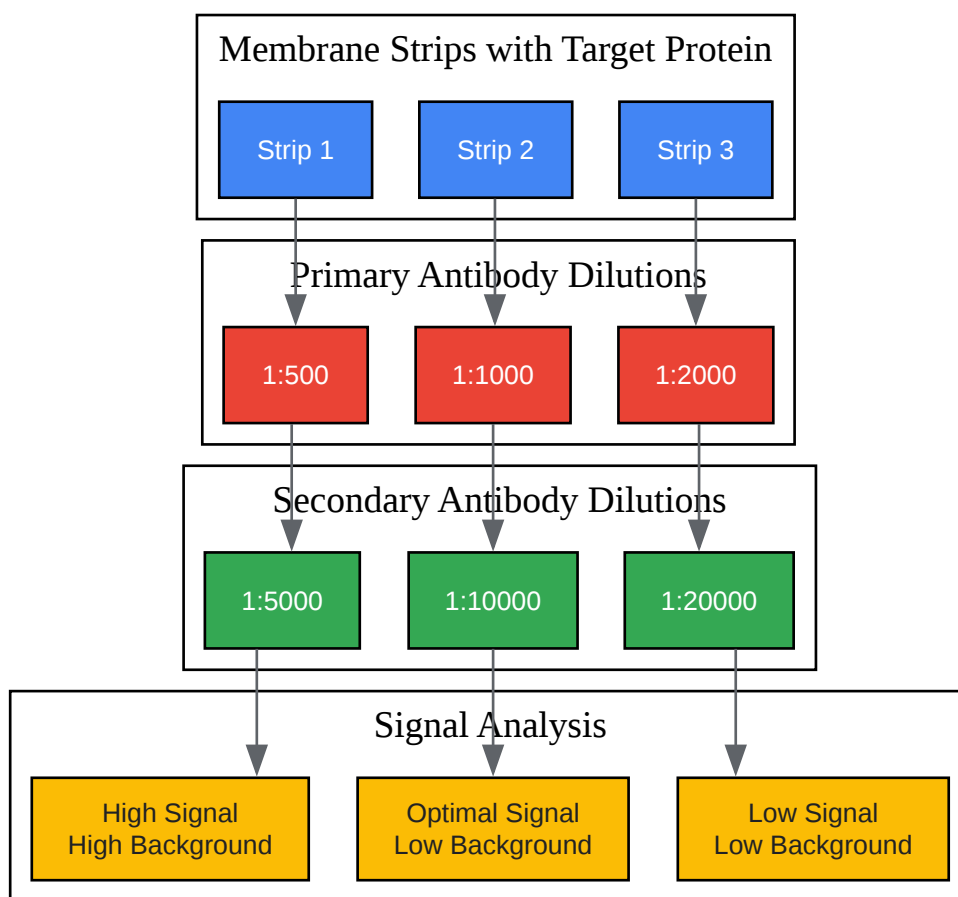 Membrane Strips with Target Protein
Strip 1
Strip 2
Strip 3
Primary Antibody Dilutions
1:500
1:1000
1:2000
Secondary Antibody Dilutions
1:5000
1:10000
1:20000
Signal Analysis
High Signal
High Background
Optimal Signal
Low Background
Low Signal
Low Background